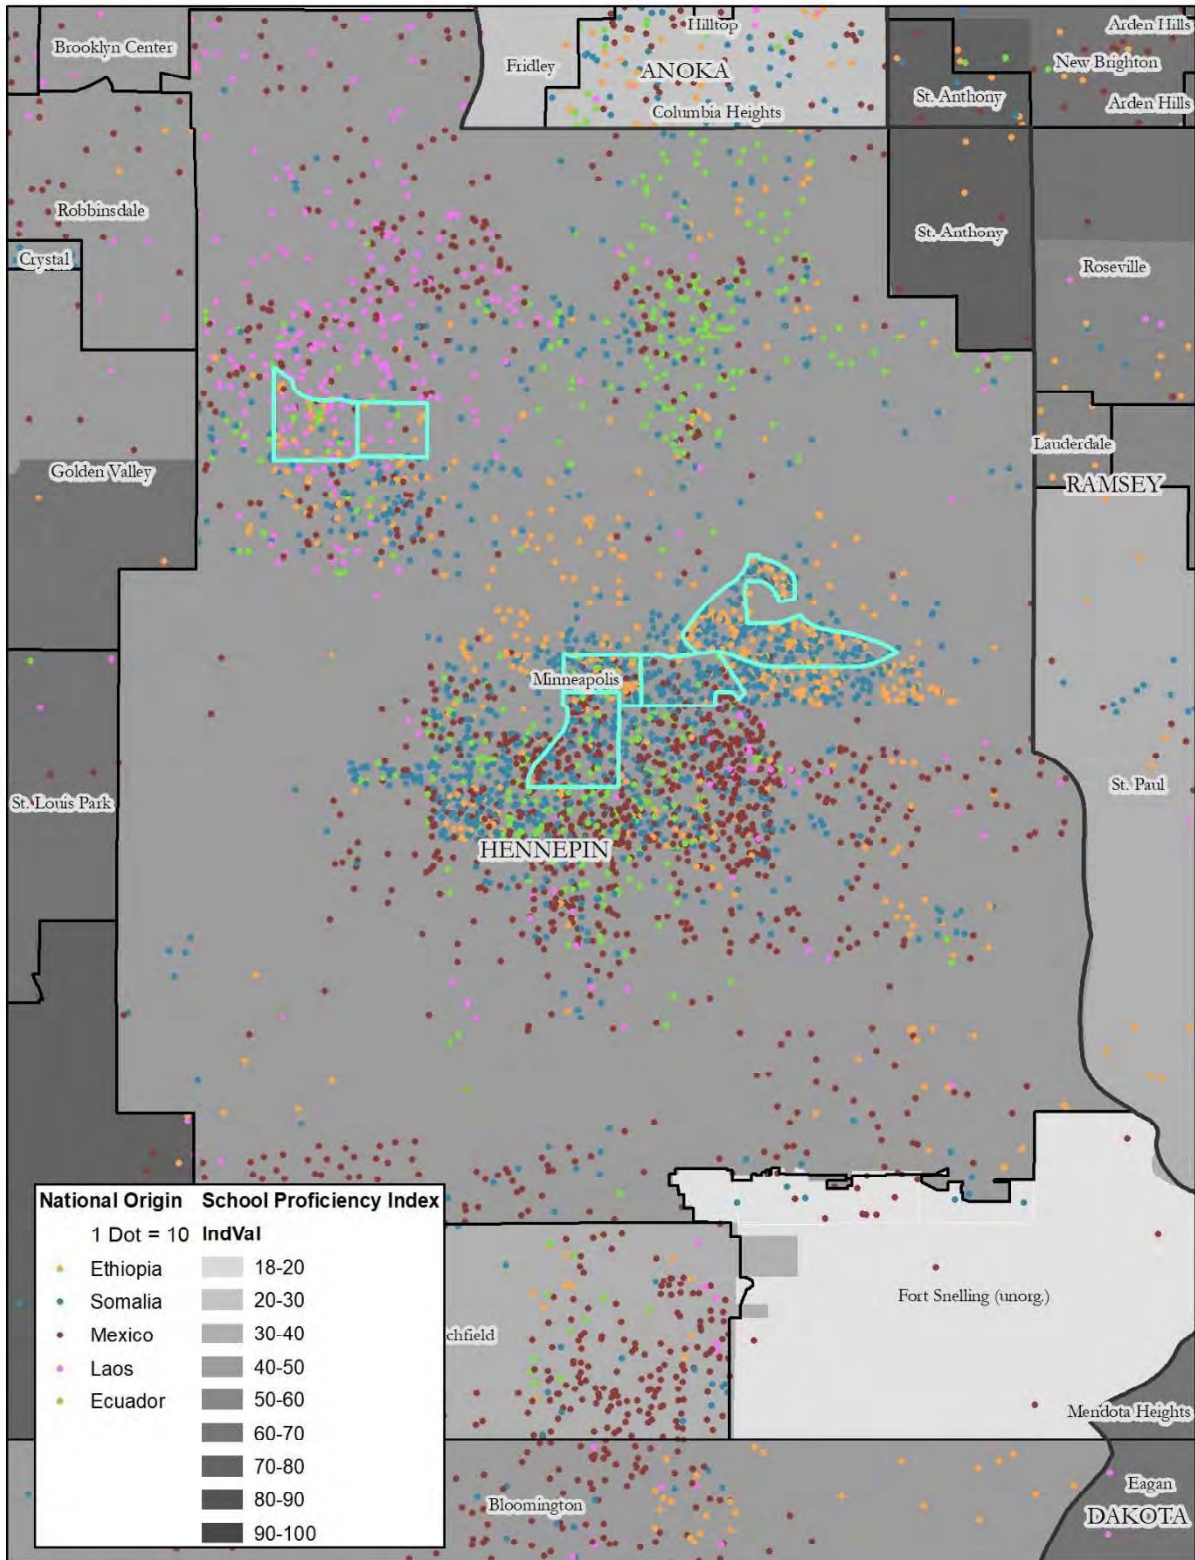 Hilltop
Arden Hills
Brooklyn Center
Fridley
ANOKA
New Brighton
St. Anthony
Arden Hills
Columbia Heights
Robbinsdale
St. Anthony
Crystal
Roseville
Golden Valley
Lauderdale
RAMSEY
Minneapolis
St. Louis Park
St. Paul
HENNEPIN
National Origin School Proficiency Index
1 Dot = 10 IndVal
Ethiopia 18-20
Somalia 20-30
Mexico 30-40
Laos 40-50
Ecuador 50-60
60-70
70-80
80-90
90-100
Fort Snelling (unorg.)
chfield
Mendota Heights
Bloomington
Eagan
DAKOTA